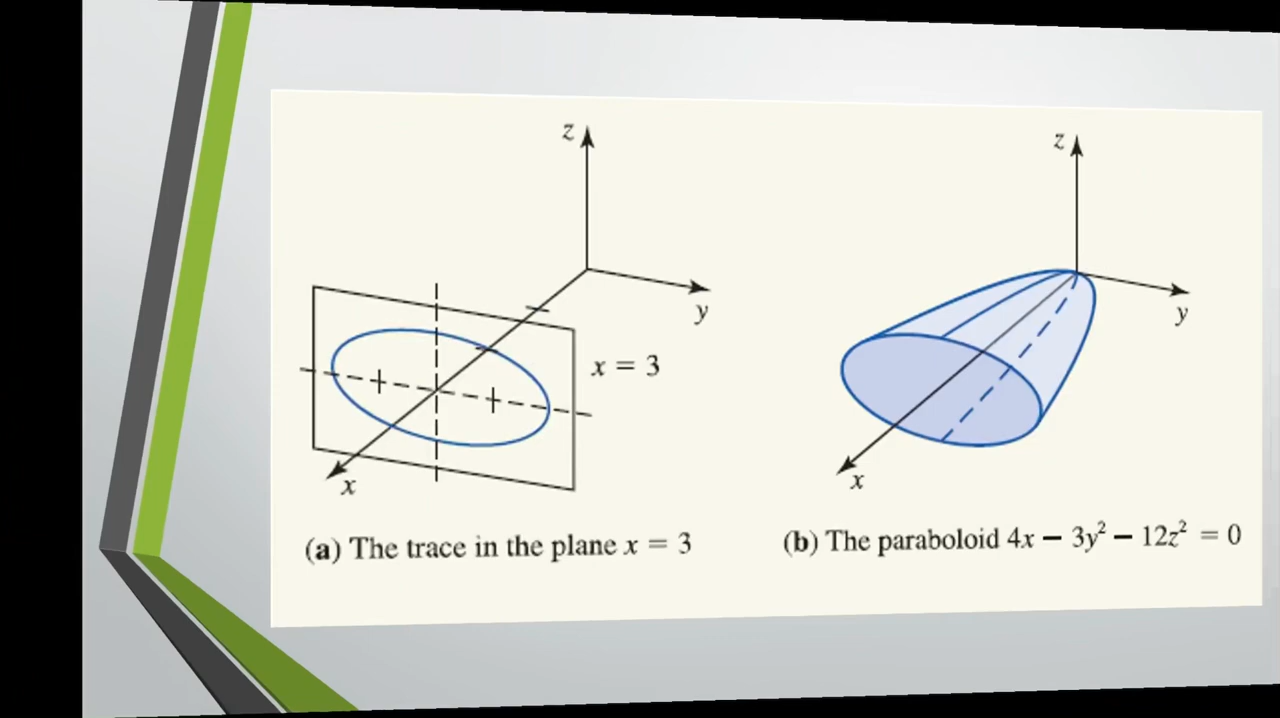 z
y
x = 3
x
(a) The trace in the plane x = 3
z
y
x
(b) The paraboloid 4x − 3y² − 12z² = 0